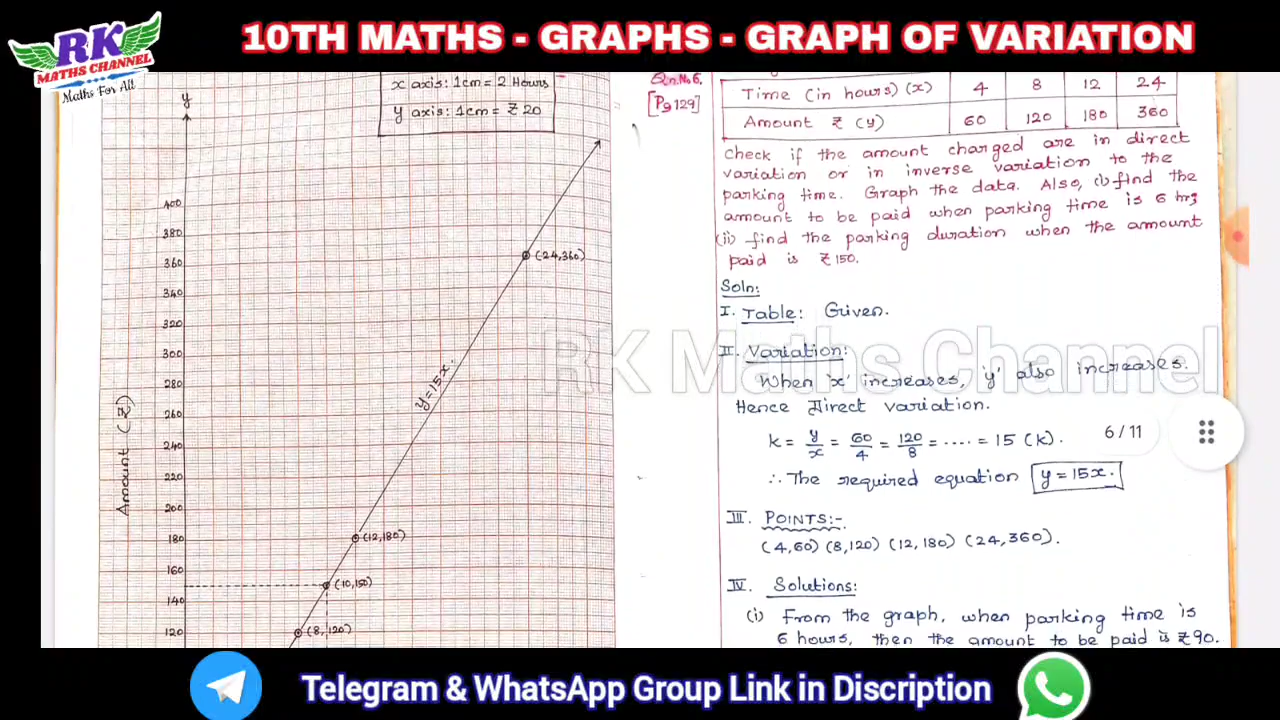 10TH MATHS - GRAPHS - GRAPH OF VARIATION
RK
MATHS CHANNEL
Maths For All
x axis: 1cm = 2 Hours
y axis: 1cm = ₹ 20
y
400
380
360
340
320
300
280
260
240
220
200
180
160
140
120
Amount (₹)
(24,360)
y=15x.
(12,180)
(10,150)
(8,120)
Qn.No 6.
[Pg 129]
Time (in hours) (x) 4 8 12 24
Amount ₹ (y) 60 120 180 360
Check if the amount charged are in direct
variation or in inverse variation to the
parking time. Graph the data. Also, (i) find the
amount to be paid when parking time is 6 hrs
(ii) find the parking duration when the amount
paid is ₹150.
Soln:
I. Table: Given.
II. Variation:
When 'x' increases, 'y' also increases.
Hence Direct variation.
k = y/x = 60/4 = 120/8 = ..... = 15 (k).
∴ The required equation y = 15x.
III. POINTS:-
(4,60) (8,120) (12,180) (24,360).
IV. Solutions:
(i) From the graph, when parking time is
6 hours, then the amount to be paid is ₹90.
RK Maths Channel
6 / 11
Telegram & WhatsApp Group Link in Discription